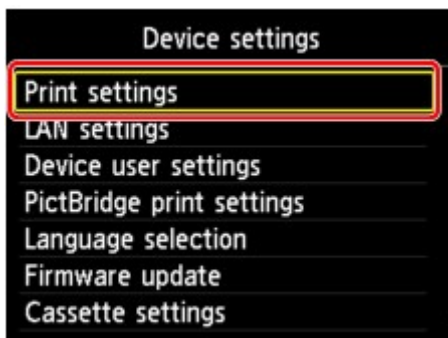 Device settings
Print settings
LAN settings
Device user settings
PictBridge print settings
Language selection
Firmware update
Cassette settings